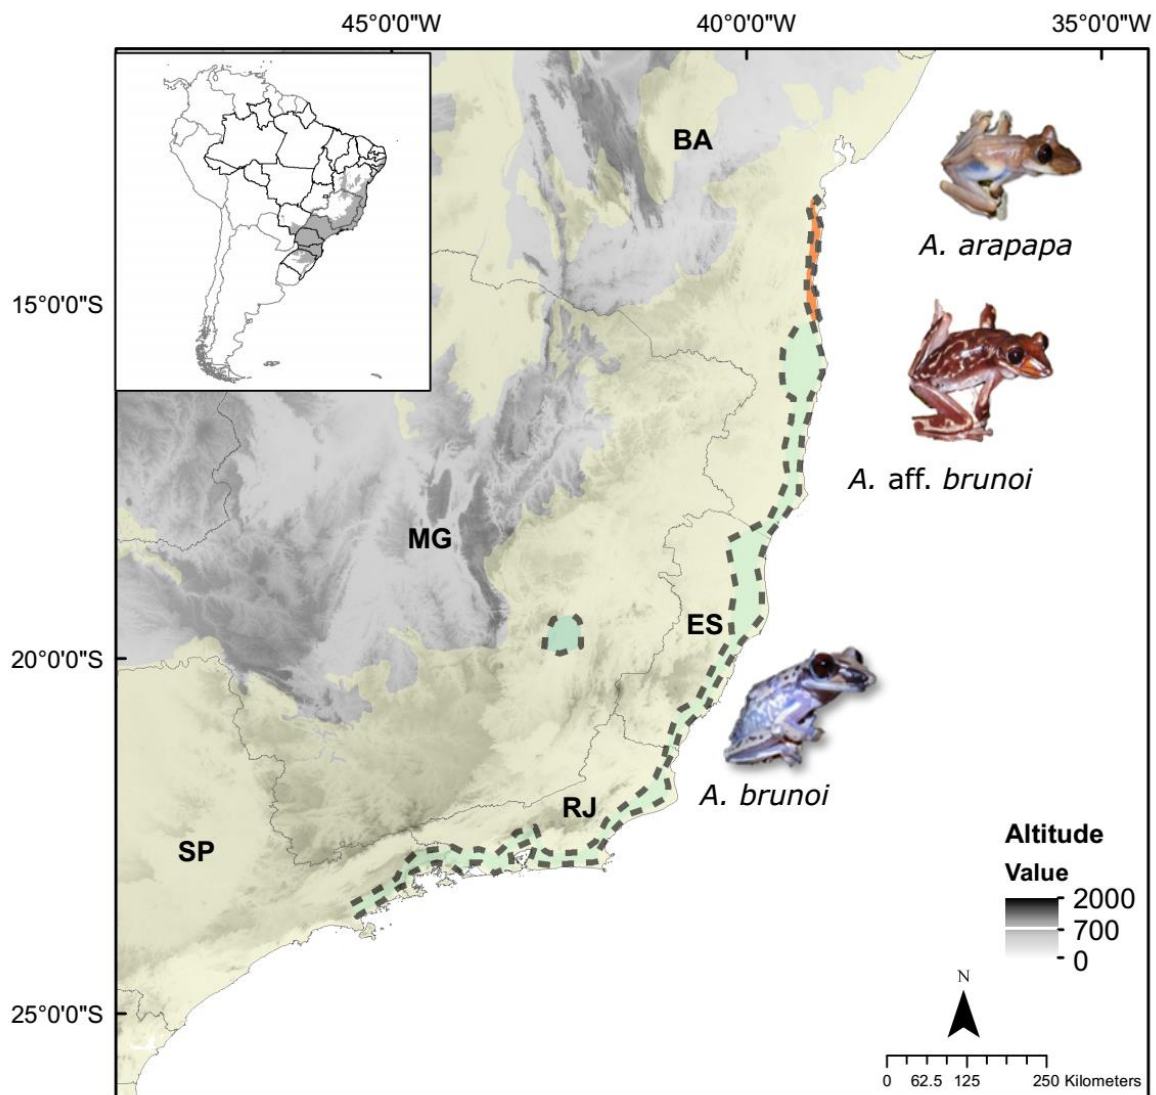 45°0'0"W
40°0'0"W
35°0'0"W
BA
A. arapapa
15°0'0"S
A. aff. brunoi
MG
ES
20°0'0"S
A. brunoi
RJ
SP
Altitude
Value
2000
700
0
25°0'0"S
N
0 62.5 125 250 Kilometers